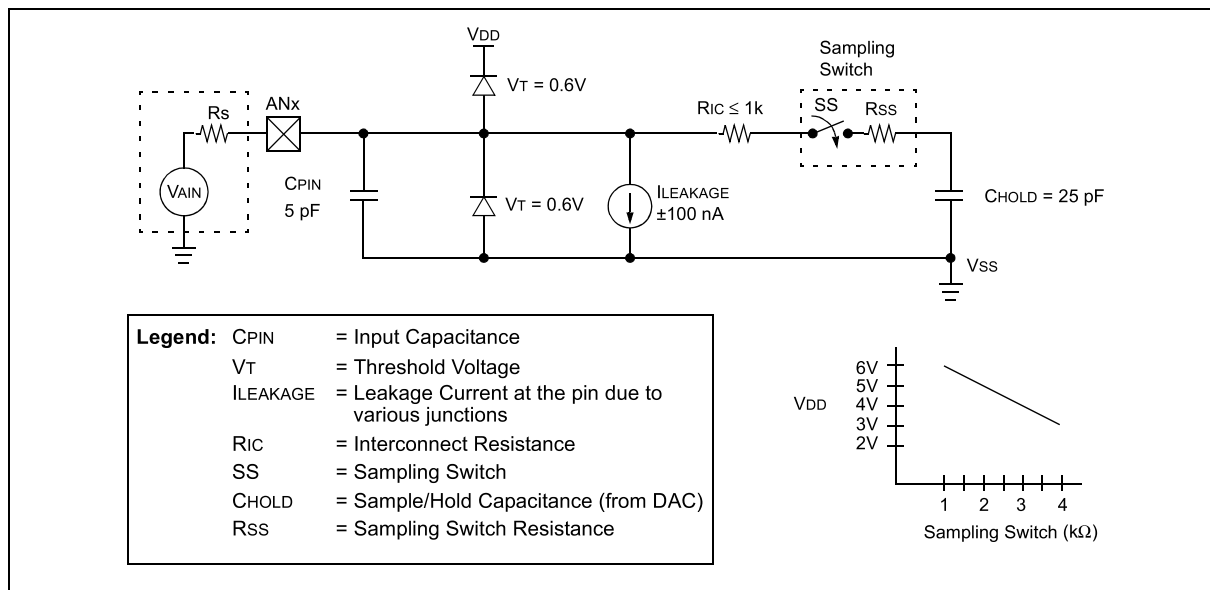 VDD
Sampling
Switch
VT = 0.6V
ANx
RS
RIC ≤ 1k
SS
RSS
VAIN
CPIN
5 pF
VT = 0.6V
ILEAKAGE
±100 nA
CHOLD = 25 pF
VSS
Legend: CPIN = Input Capacitance
VT = Threshold Voltage
ILEAKAGE = Leakage Current at the pin due to
various junctions
RIC = Interconnect Resistance
SS = Sampling Switch
CHOLD = Sample/Hold Capacitance (from DAC)
RSS = Sampling Switch Resistance
6V
5V
VDD
4V
3V
2V
1 2 3 4
Sampling Switch (kΩ)